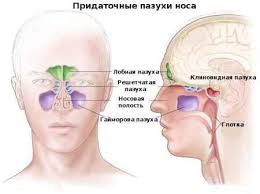 Придаточные пазухи носа
Лобная пазуха
Решетчатая
пазуха
Носовая
полость
Гайморова пазуха
Клиновидная пазуха
Глотка